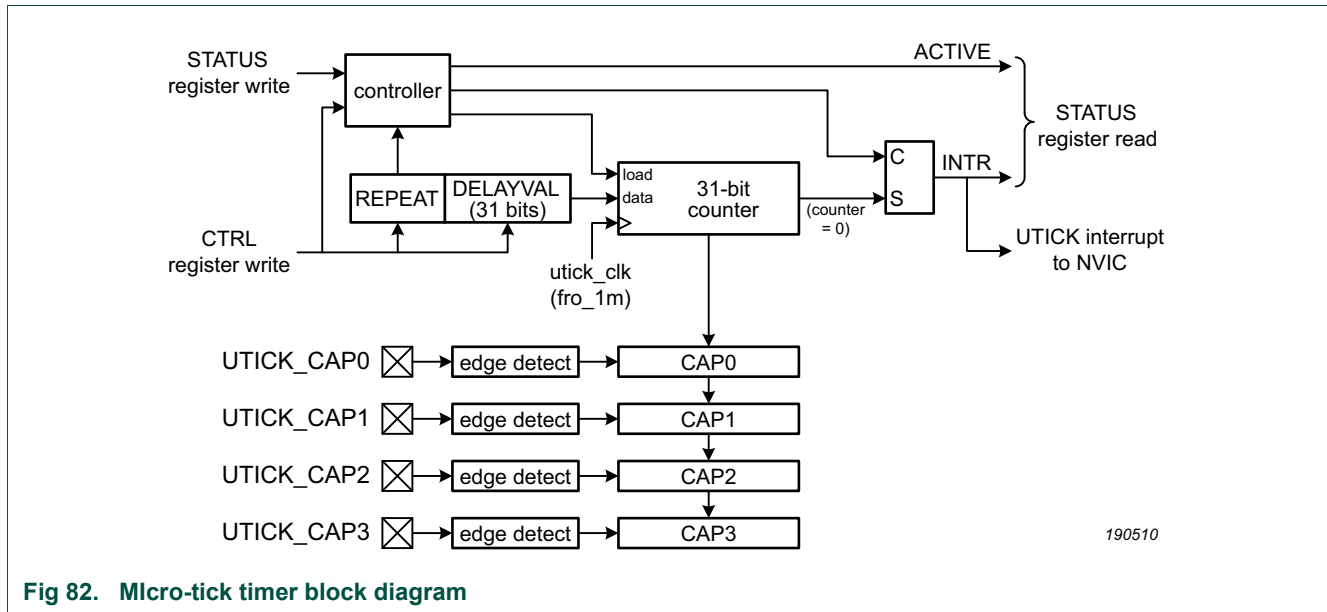 STATUS
register write
controller
ACTIVE
STATUS
register read
C
S
INTR
REPEAT
DELAYVAL
(31 bits)
load
data
31-bit
counter
(counter
= 0)
CTRL
register write
utick_clk
(fro_1m)
UTICK interrupt
to NVIC
UTICK_CAP0 edge detect CAP0
UTICK_CAP1 edge detect CAP1
UTICK_CAP2 edge detect CAP2
UTICK_CAP3 edge detect CAP3
190510
Fig 82. MIcro-tick timer block diagram